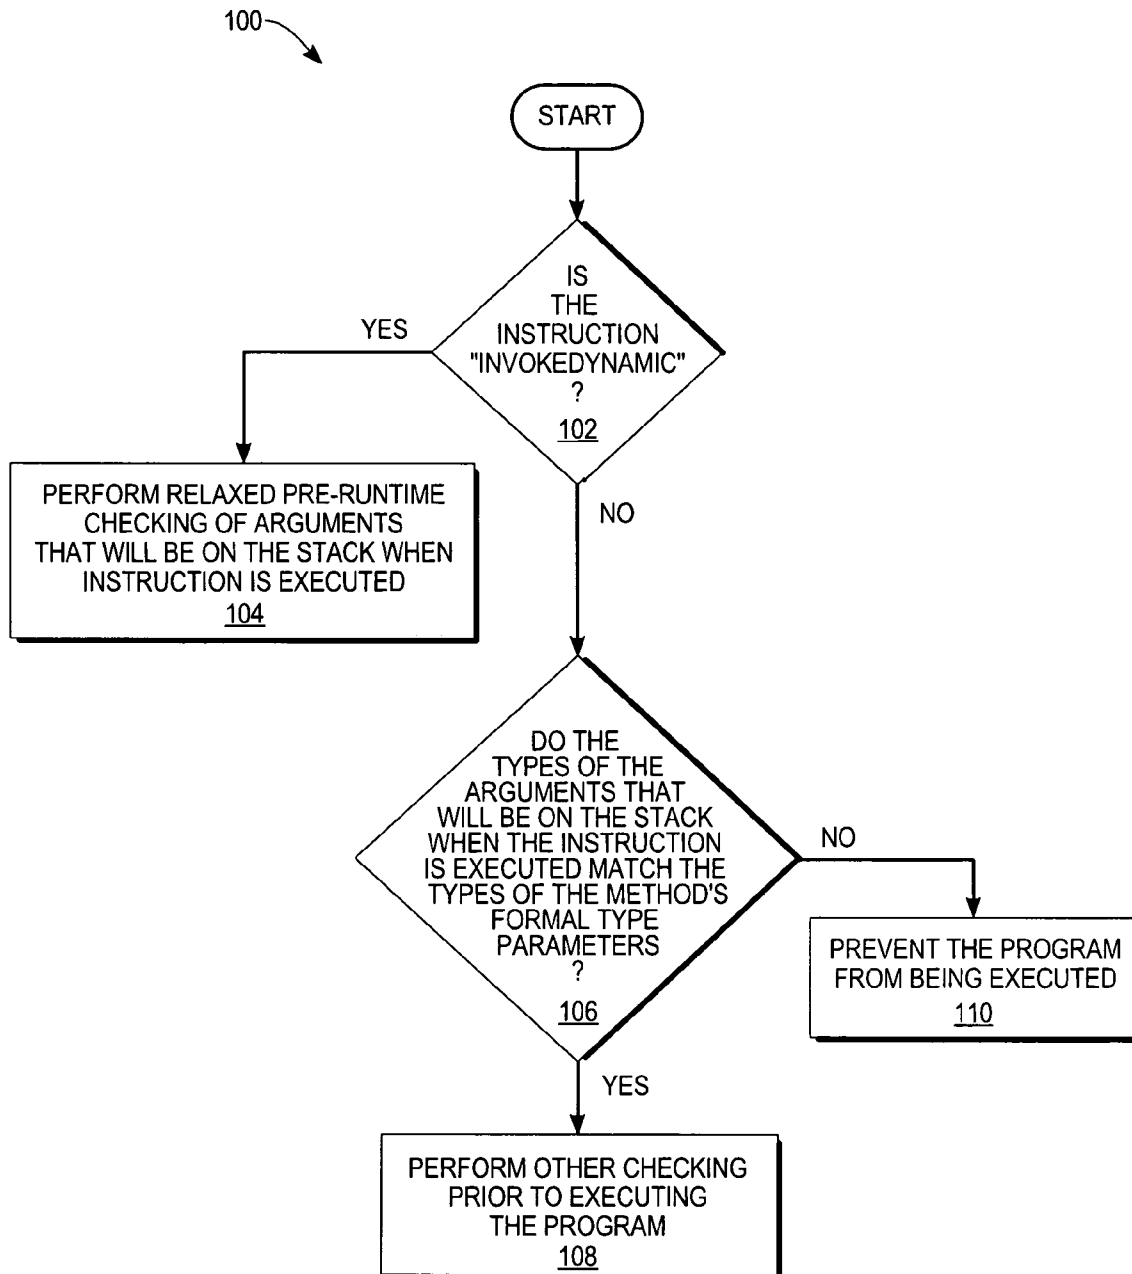 100
START
IS
THE
INSTRUCTION
"INVOKEDYNAMIC"
?
102
YES
NO
PERFORM RELAXED PRE-RUNTIME
CHECKING OF ARGUMENTS
THAT WILL BE ON THE STACK WHEN
INSTRUCTION IS EXECUTED
104
DO THE
TYPES OF THE
ARGUMENTS THAT
WILL BE ON THE STACK
WHEN THE INSTRUCTION
IS EXECUTED MATCH THE
TYPES OF THE METHOD'S
FORMAL TYPE
PARAMETERS
?
106
NO
PREVENT THE PROGRAM
FROM BEING EXECUTED
110
YES
PERFORM OTHER CHECKING
PRIOR TO EXECUTING
THE PROGRAM
108